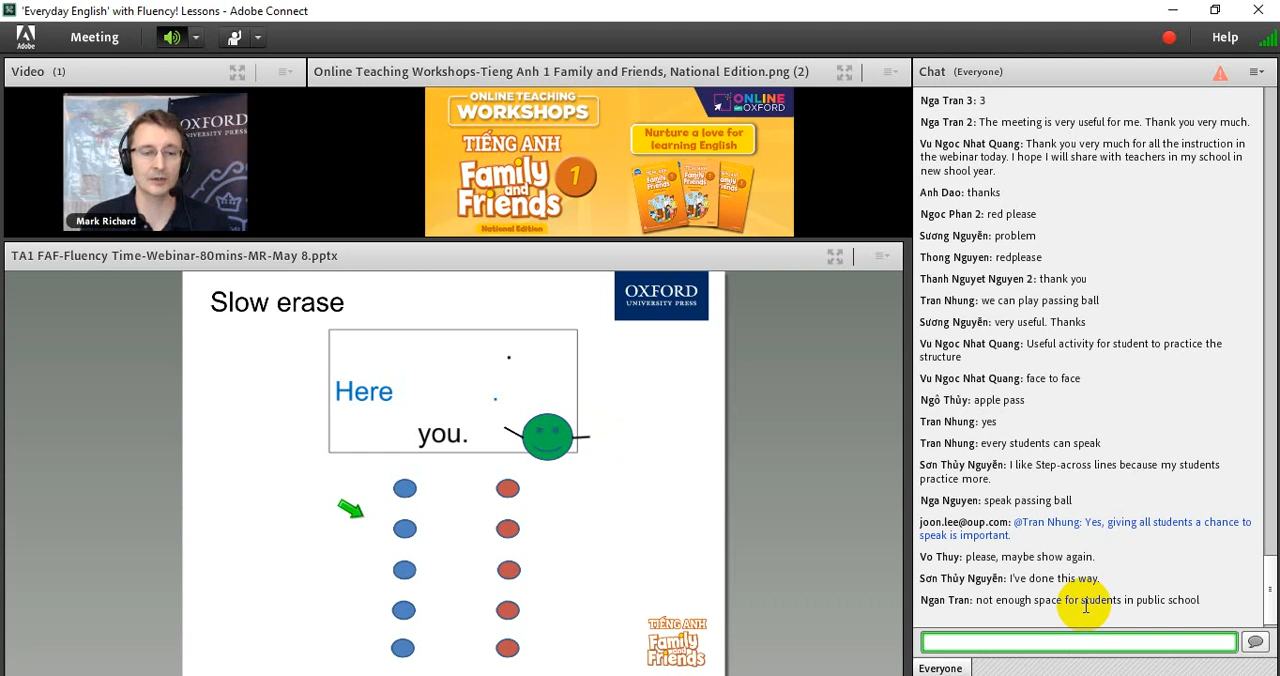 'Everyday English' with Fluency! Lessons - Adobe Connect
Adobe
Meeting
Help
Video (1)
Online Teaching Workshops-Tieng Anh 1 Family and Friends, National Edition.png (2)
Chat (Everyone)
OXFORD
UNIVERSITY PRESS
Mark Richard
ONLINE TEACHING
WORKSHOPS
TIẾNG ANH
Family
and
Friends
1
National Edition
ONLINE
OXFORD
Nurture a love for
learning English
TA1 FAF-Fluency Time-Webinar-80mins-MR-May 8.pptx
Slow erase
OXFORD
UNIVERSITY PRESS
.
Here .
you.
TIẾNG ANH
Family
and
Friends
Nga Tran 3: 3
Nga Tran 2: The meeting is very useful for me. Thank you very much.
Vu Ngoc Nhat Quang: Thank you very much for all the instruction in
the webinar today. I hope I will share with teachers in my school in
new shool year.
Anh Dao: thanks
Ngoc Phan 2: red please
Sương Nguyễn: problem
Thong Nguyen: redplease
Thanh Nguyet Nguyen 2: thank you
Tran Nhung: we can play passing ball
Sương Nguyễn: very useful. Thanks
Vu Ngoc Nhat Quang: Useful activity for student to practice the
structure
Vu Ngoc Nhat Quang: face to face
Ngô Thủy: apple pass
Tran Nhung: yes
Tran Nhung: every students can speak
Sơn Thủy Nguyễn: I like Step-across lines because my students
practice more.
Nga Nguyen: speak passing ball
joon.lee@oup.com: @Tran Nhung: Yes, giving all students a chance to
speak is important.
Vo Thuy: please, maybe show again.
Sơn Thủy Nguyễn: I've done this way.
Ngan Tran: not enough space for students in public school
Everyone